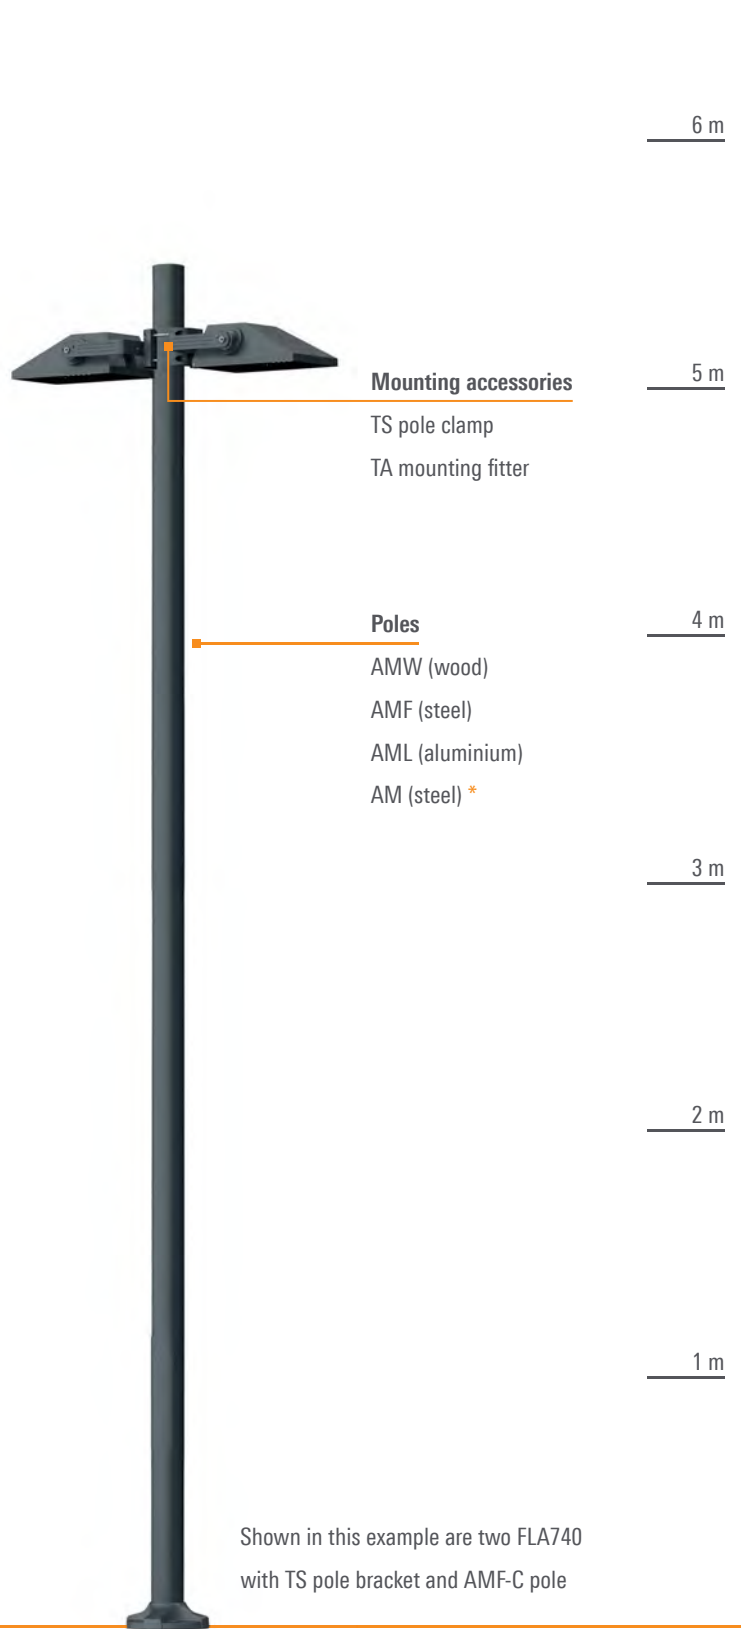 6 m
5 m
Mounting accessories
TS pole clamp
TA mounting fitter
4 m
Poles
AMW (wood)
AMF (steel)
AML (aluminium)
AM (steel) *
3 m
2 m
1 m
Shown in this example are two FLA740
with TS pole bracket and AMF-C pole